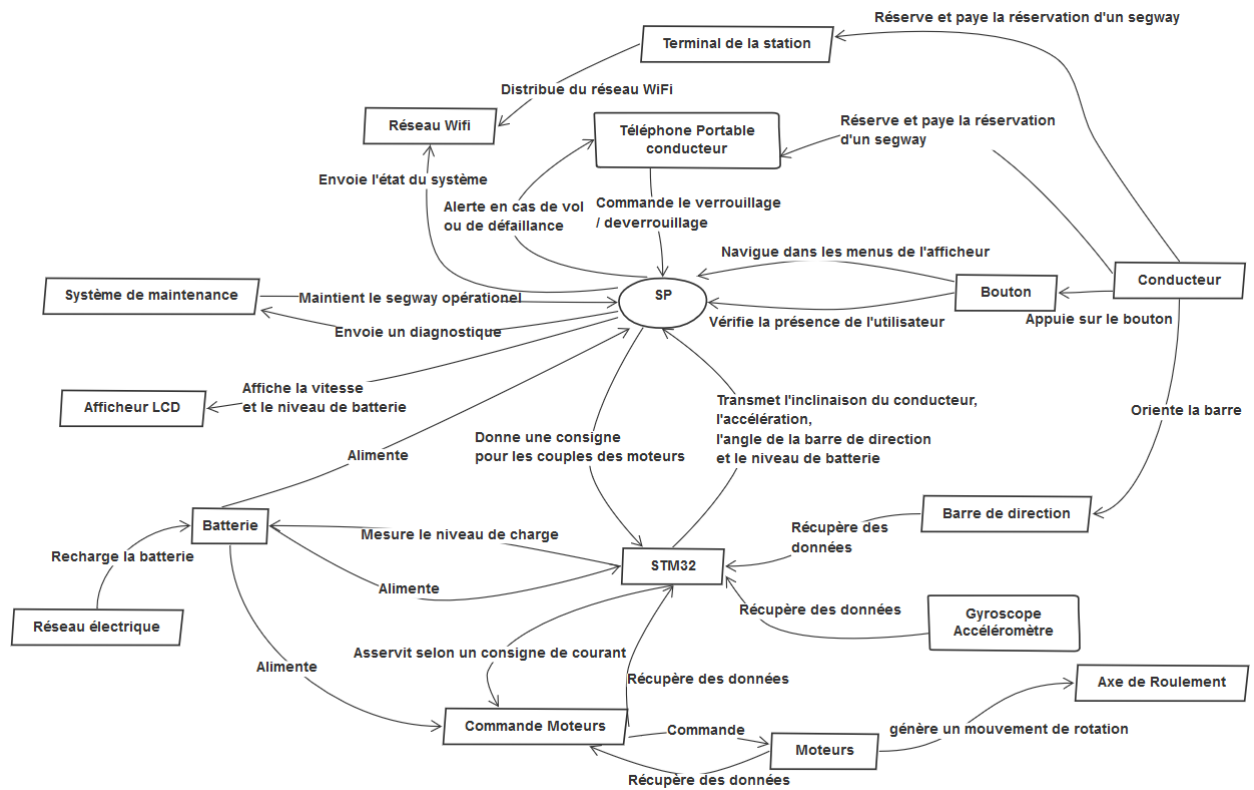 Réserve et paye la réservation d'un segway
Terminal de la station
Distribue du réseau WiFi
Réseau Wifi
Téléphone Portable
conducteur
Réserve et paye la réservation
d'un segway
Envoie l'état du système
Alerte en cas de vol
ou de défaillance
Commande le verrouillage
/ deverrouillage
Navigue dans les menus de l'afficheur
Conducteur
Système de maintenance
Maintient le segway opérationel
SP
Bouton
Vérifie la présence de l'utilisateur
Appuie sur le bouton
Envoie un diagnostique
Affiche la vitesse
et le niveau de batterie
Afficheur LCD
Transmet l'inclinaison du conducteur,
l'accélération,
l'angle de la barre de direction
et le niveau de batterie
Oriente la barre
Donne une consigne
pour les couples des moteurs
Alimente
Batterie
Mesure le niveau de charge
Barre de direction
Récupère des
données
Recharge la batterie
STM32
Alimente
Réseau électrique
Récupère des données
Gyroscope
Accéléromètre
Asservit selon un consigne de courant
Alimente
Récupère des données
Axe de Roulement
Commande Moteurs
Commande
Moteurs
génère un mouvement de rotation
Récupère des données